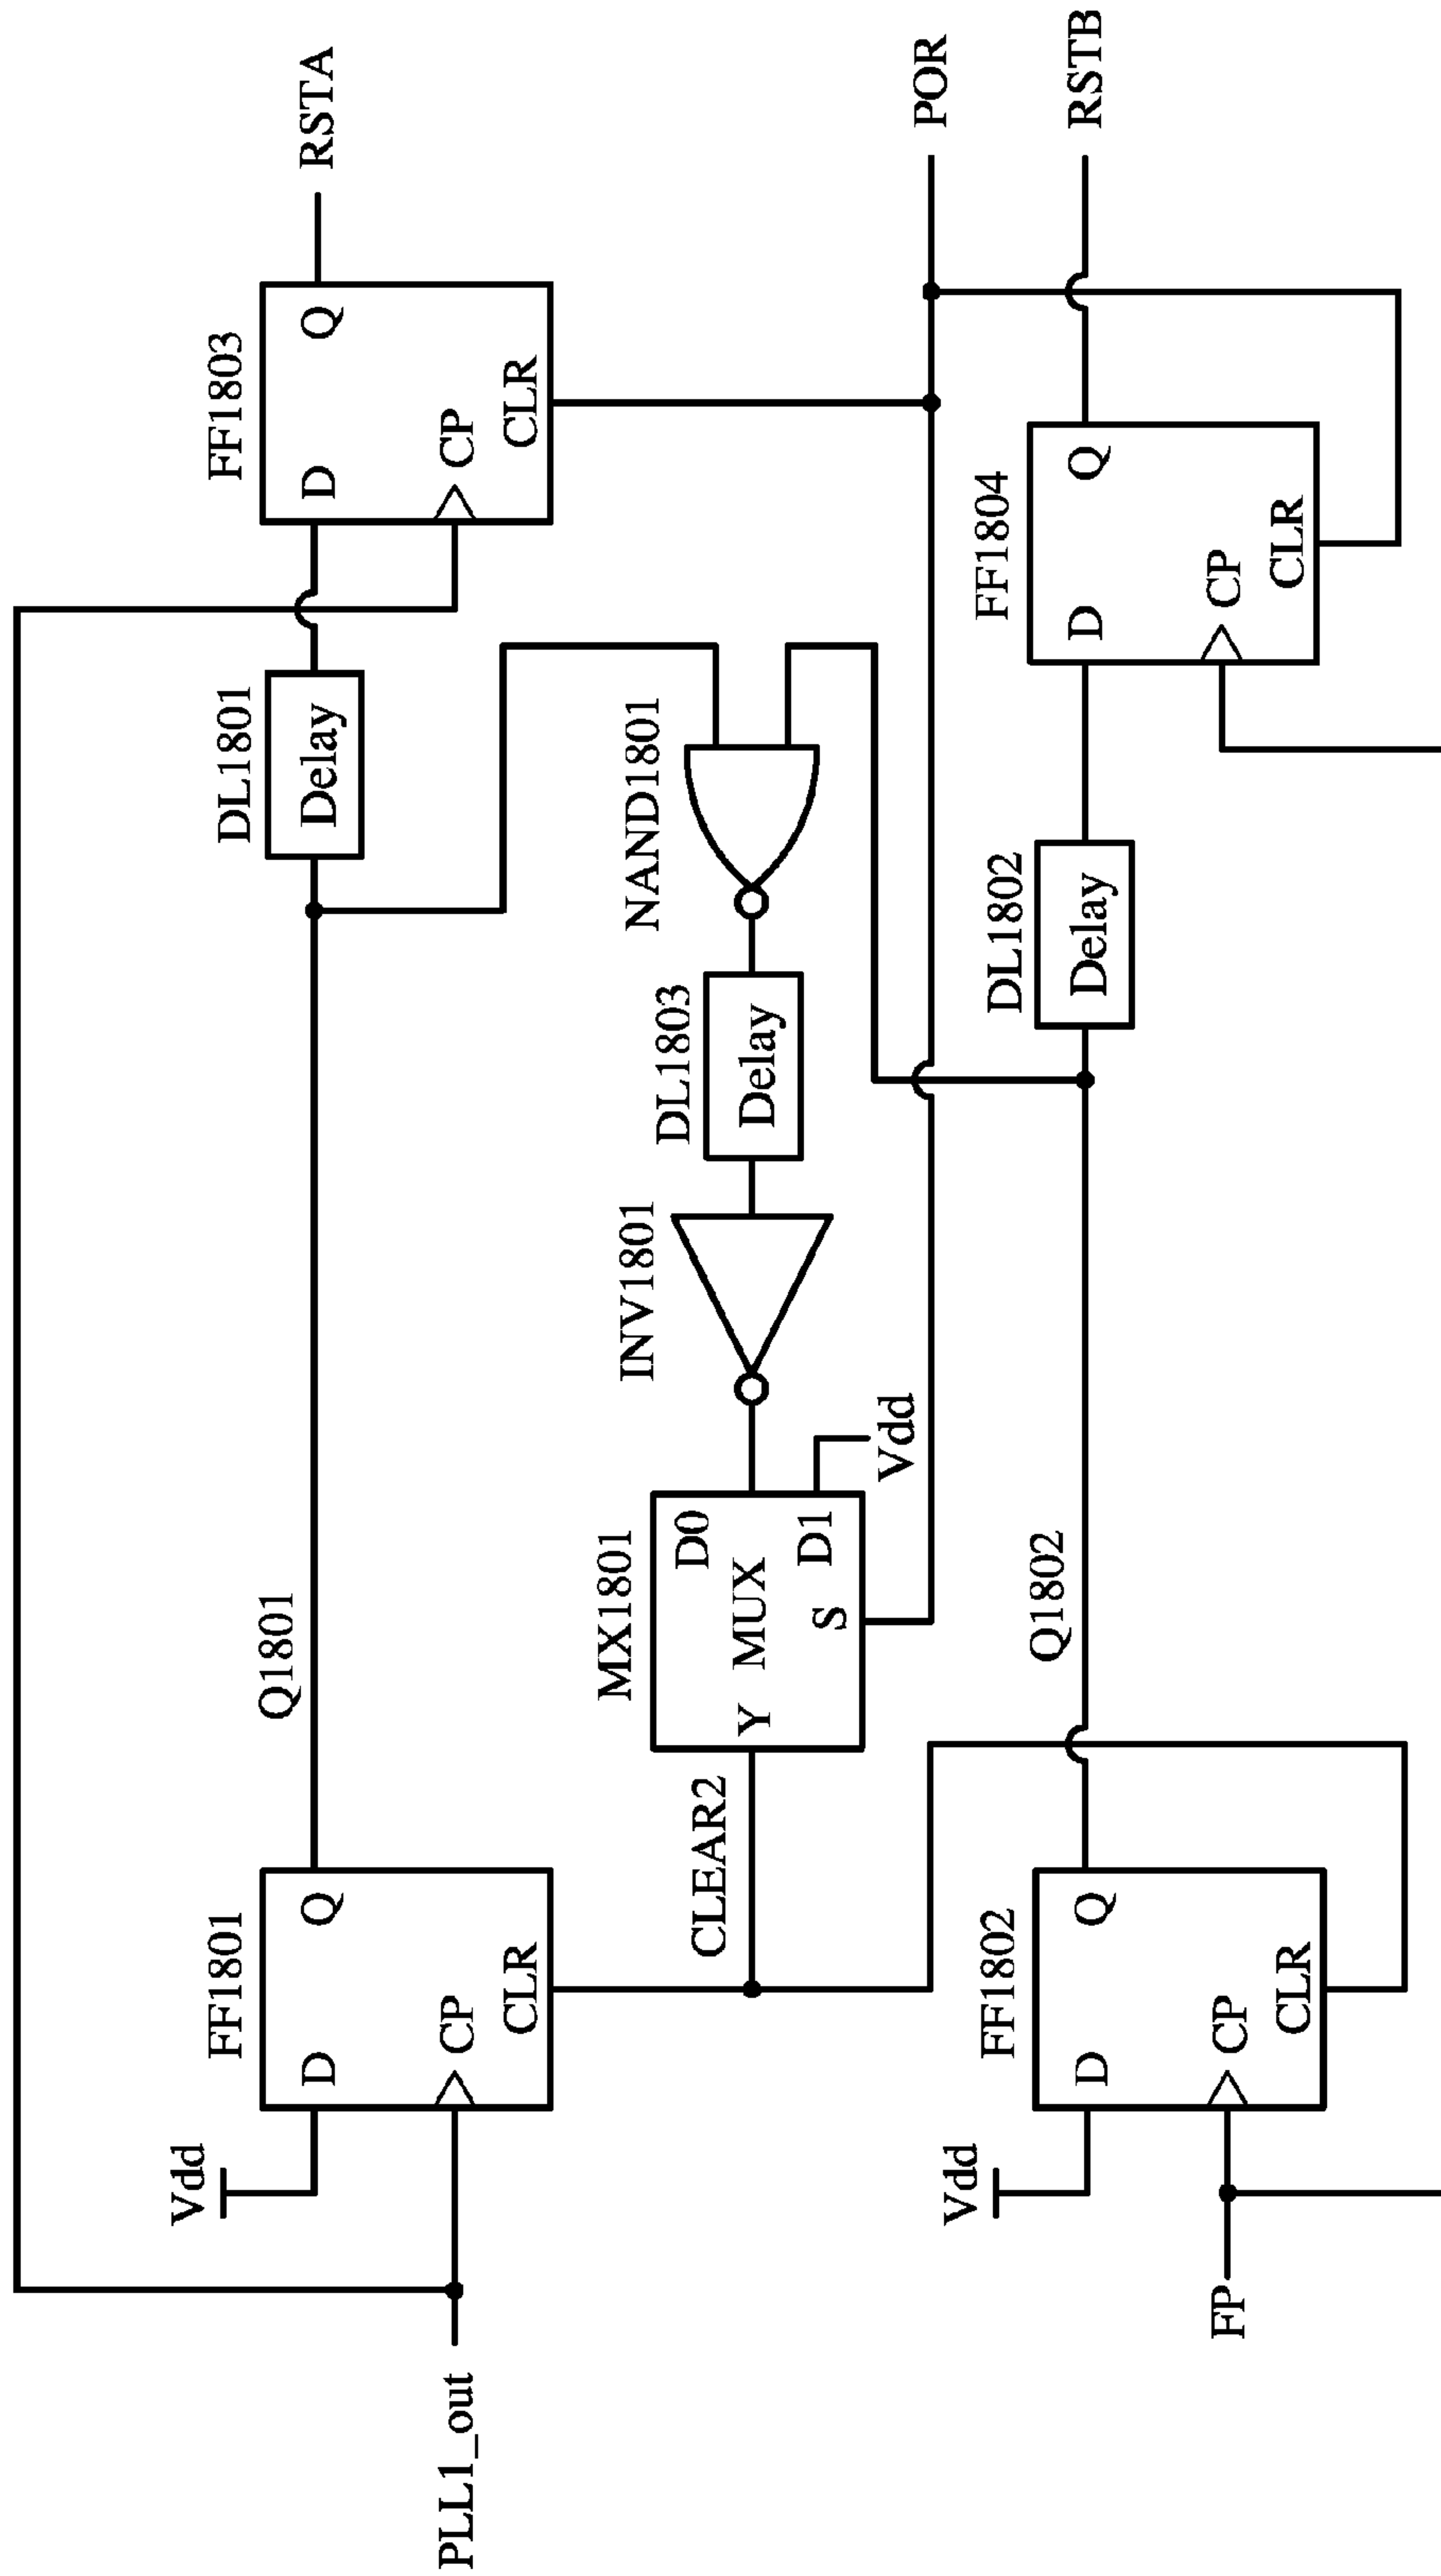 FF1801
Vdd
D
Q
CP
CLR
PLL1_out
Q1801
DL1801
Delay
FF1803
D
Q
CP
CLR
RSTA
MX1801
CLEAR2
Y
MUX
D0
D1
S
Vdd
INV1801
DL1803
Delay
NAND1801
POR
FF1802
Vdd
D
Q
CP
CLR
FP
Q1802
DL1802
Delay
FF1804
D
Q
CP
CLR
RSTB